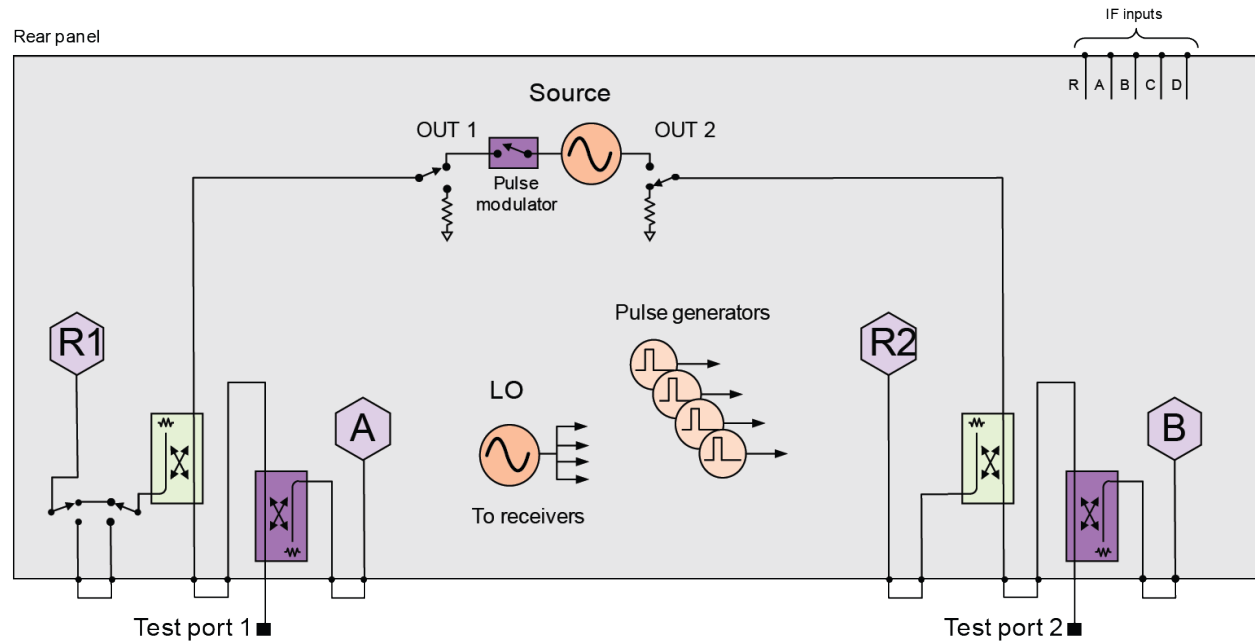 IF inputs
Rear panel
R A B C D
Source
OUT 1
OUT 2
Pulse
modulator
Pulse generators
R1
R2
LO
A
B
To receivers
Test port 1
Test port 2